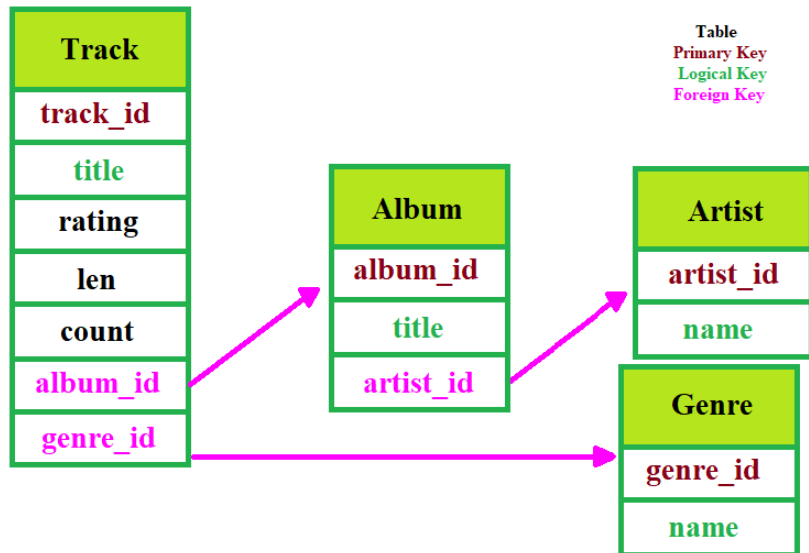 Track
track_id
title
rating
len
count
album_id
genre_id
Album
album_id
title
artist_id
Table
Primary Key
Logical Key
Foreign Key
Artist
artist_id
name
Genre
genre_id
name